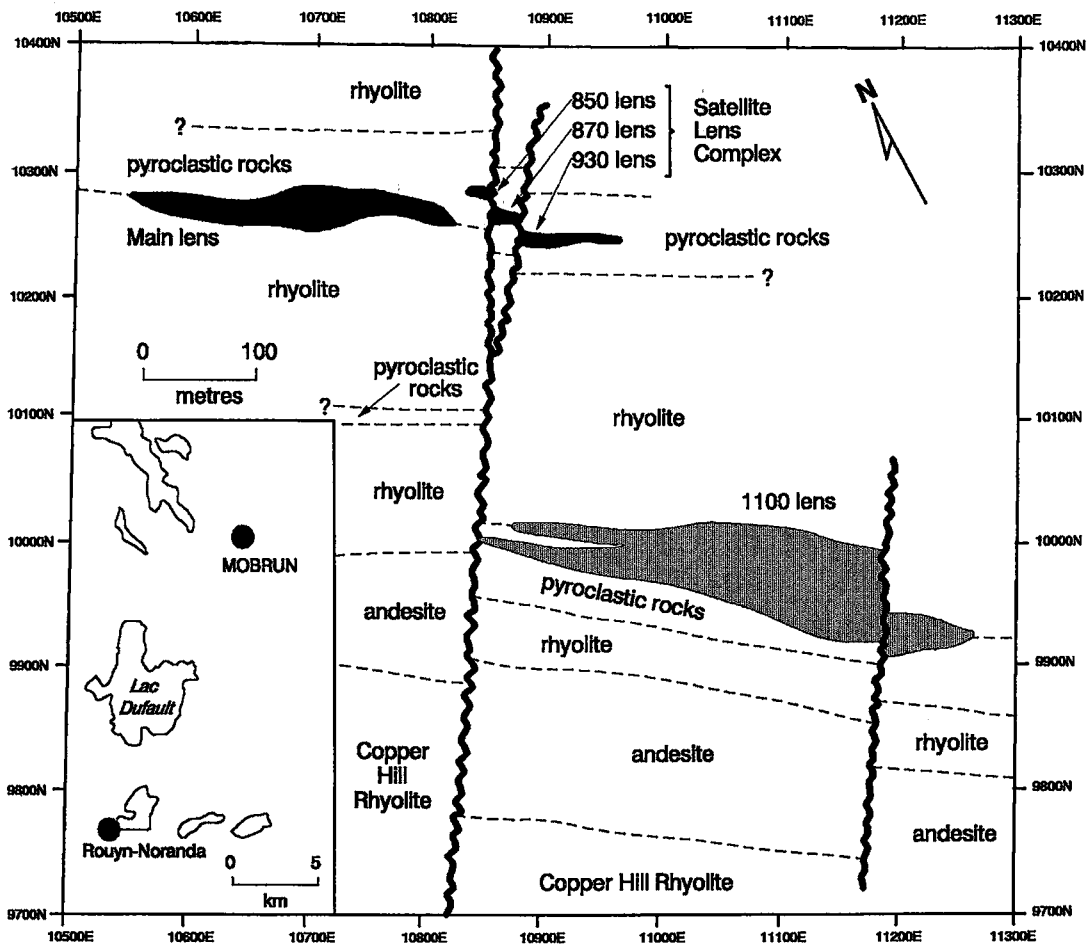 10500E 10600E 10700E 10800E 10900E 11000E 11100E 11200E 11300E
10400N 10400N
rhyolite
850 lens
870 lens
930 lens
Satellite
Lens
Complex
N
?
pyroclastic rocks
10300N 10300N
Main lens
pyroclastic rocks
rhyolite
?
10200N 10200N
0 100
metres
pyroclastic
rocks
?
10100N 10100N
rhyolite
rhyolite
1100 lens
10000N 10000N
MOBRUN
pyroclastic rocks
andesite
rhyolite
9900N 9900N
Lac
Dufault
Copper
Hill
Rhyolite
andesite
rhyolite
9800N 9800N
andesite
Rouyn-Noranda
0 5
km
Copper Hill Rhyolite
9700N 9700N
10500E 10600E 10700E 10800E 10900E 11000E 11100E 11200E 11300E